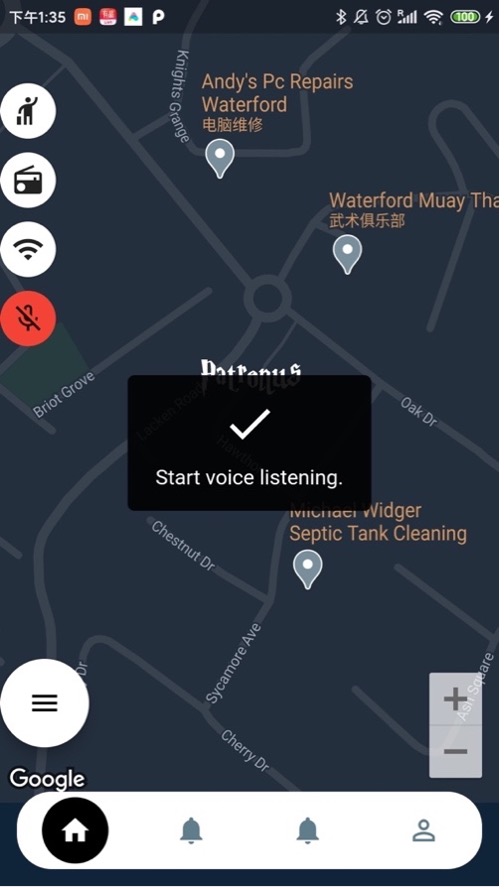 下午1:35
R
100
Knights Grange
Andy's Pc Repairs
Waterford
电脑维修
Waterford Muay Tha
武术俱乐部
Briot Grove
Patronus
Oak Dr
Start voice listening.
Michael Widger
Septic Tank Cleaning
Chestnut Dr
Sycamore Ave
Ash Square
Dr
Cherry Dr
Google